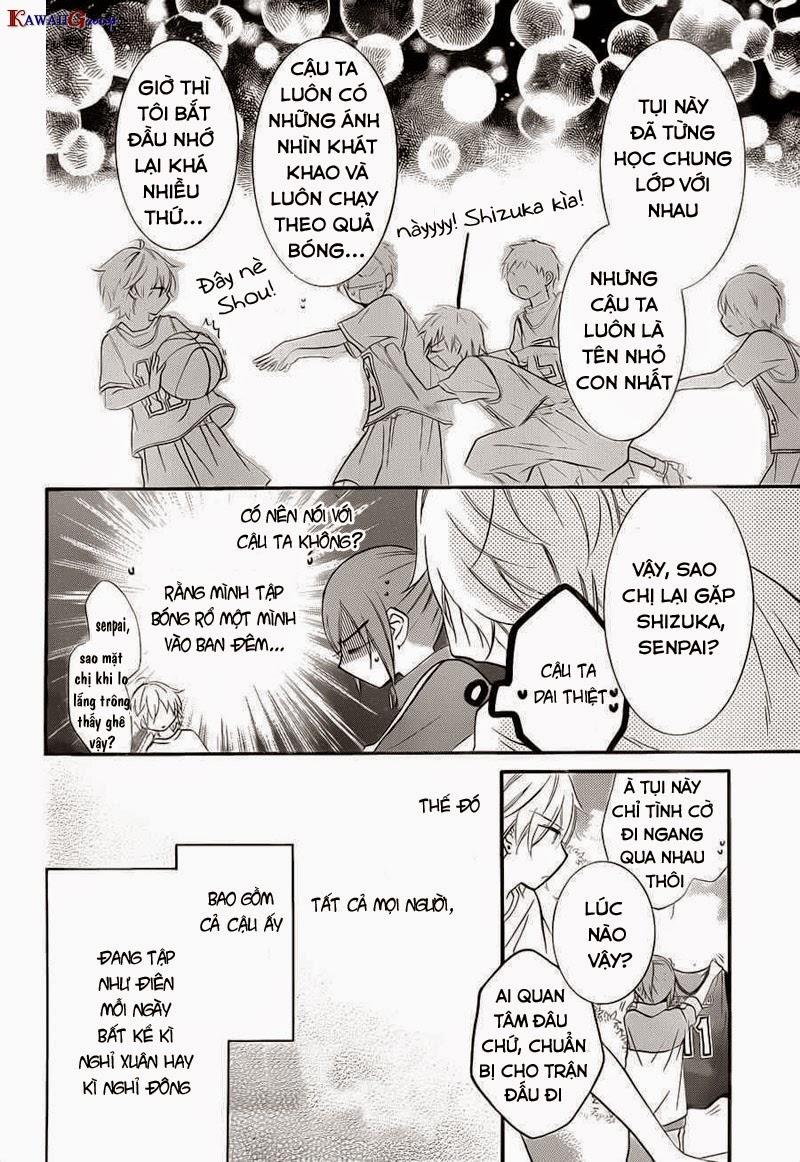 KAWAIIGROUP
TỤI NÀY
ĐÃ TỪNG
HỌC CHUNG
LỚP VỚI
NHAU
NHƯNG
CẬU TA
LUÔN LÀ
TÊN NHỎ
CON NHẤT
nàyyyy! Shizuka kìa!
CẬU TA
LUÔN CÓ
NHỮNG ÁNH
NHÌN KHÁT
KHAO VÀ
LUÔN CHẠY
THEO QUẢ
BÓNG...
Đây nè
Shou!
GIỜ THÌ
TÔI BẮT
ĐẦU NHỚ
LẠI KHÁ
NHIỀU
THỨ...
11
VẬY, SAO
CHỊ LẠI GẶP
SHIZUKA,
SENPAI?
CẬU TA
DAI THIỆT
CÓ NÊN NÓI VỚI
CẬU TA KHÔNG?
RẰNG MÌNH TẬP
BÓNG RỔ MỘT MÌNH
VÀO BAN ĐÊM...
senpai,
sao mặt
chị khi lo
lắng trông
thấy ghê
vậy?
À TỤI NÀY
CHỈ TÌNH CỜ
ĐI NGANG
QUA NHAU
THÔI
LÚC
NÀO
VẬY?
11
AI QUAN
TÂM ĐÂU
CHỨ, CHUẨN
BỊ CHO TRẬN
ĐẤU ĐI
THẾ ĐÓ
TẤT CẢ MỌI NGƯỜI,
BAO GỒM
CẢ CẬU ẤY
ĐANG TẬP
NHƯ ĐIÊN
MỖI NGÀY
BẤT KỂ KÌ
NGHỈ XUÂN HAY
KÌ NGHỈ ĐÔNG